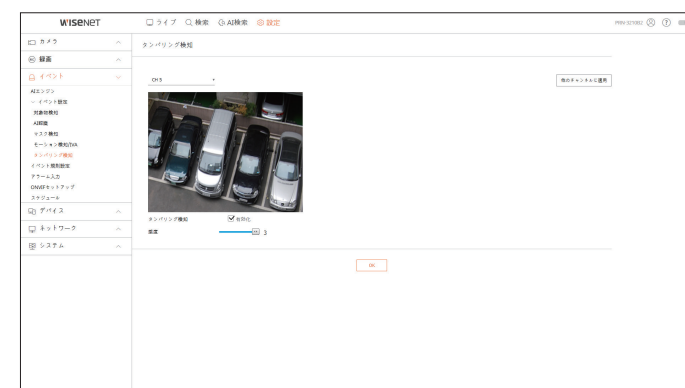 WISENET
ライブ 検索 AI検索 設定
カメラ
録画
イベント
AIエンジン
イベント設定
対象物検知
AI顔鑑
マスク検知
モーション検知/IVA
タンパリング検知
イベント規則設定
アラーム入力
ONVIFセットアップ
スケジュール
デバイス
ネットワーク
システム
タンパリング検知
CH 8
他のチャンネルに適用
タンパリング検知 有効化
感度 3
OK